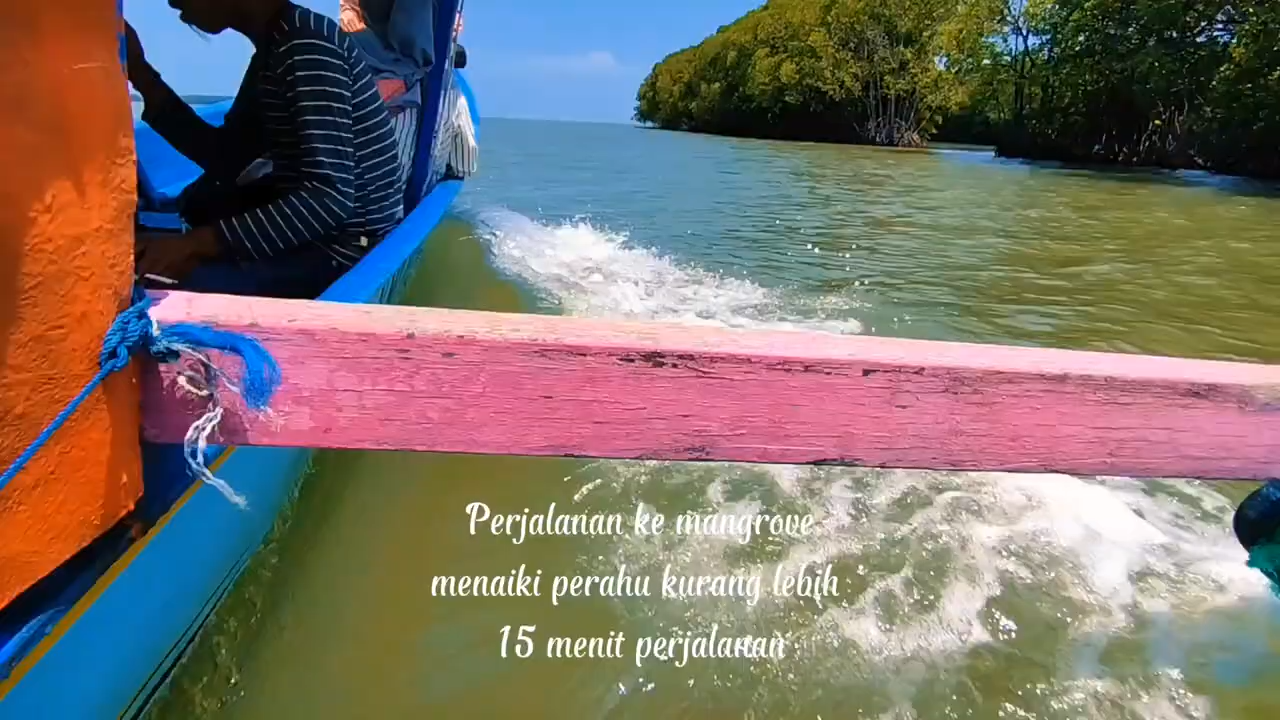 Perjalanan ke mangrove
menaiki perahu kurang lebih
15 menit perjalanan